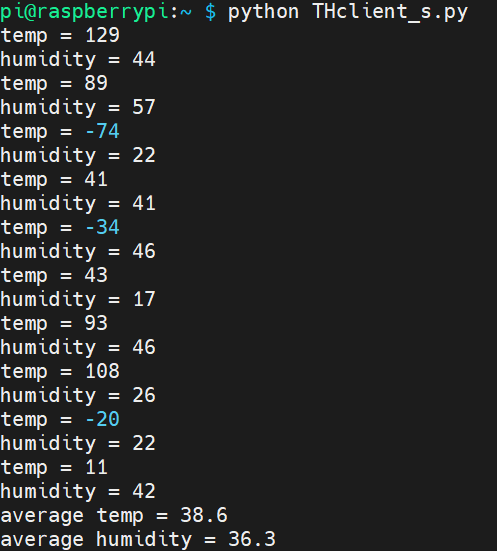 pi@raspberrypi:~ $ python THclient_s.py
temp = 129
humidity = 44
temp = 89
humidity = 57
temp = -74
humidity = 22
temp = 41
humidity = 41
temp = -34
humidity = 46
temp = 43
humidity = 17
temp = 93
humidity = 46
temp = 108
humidity = 26
temp = -20
humidity = 22
temp = 11
humidity = 42
average temp = 38.6
average humidity = 36.3